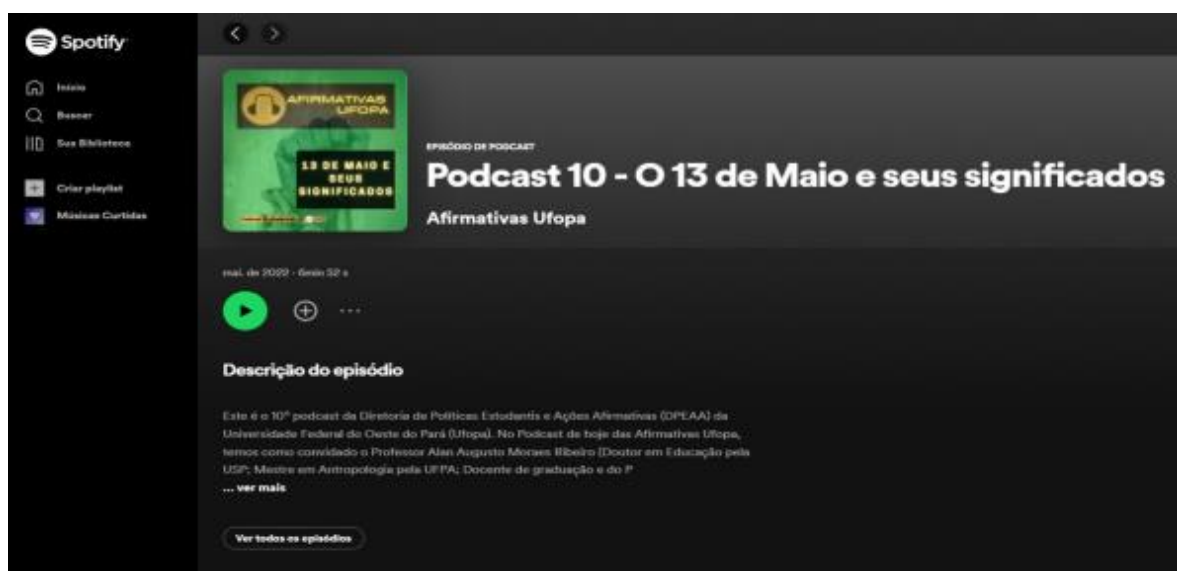 Spotify
Início
Buscar
Sua Biblioteca
Criar playlist
Músicas Curtidas
AFIRMATIVAS
UFOPA
13 DE MAIO E
SEUS
SIGNIFICADOS
EPISÓDIO DE PODCAST
Podcast 10 - O 13 de Maio e seus significados
Afirmativas Ufopa
mai. de 2022 · 6min 52 s
Descrição do episódio
Este é o 10º podcast da Diretoria de Políticas Estudantis e Ações Afirmativas (DPEAA) da
Universidade Federal do Oeste do Pará (Ufopa). No Podcast de hoje das Afirmativas Ufopa,
temos como convidado o Professor Alan Augusto Moraes Ribeiro (Doutor em Educação pela
USP; Mestre em Antropologia pela UFPA; Docente de graduação e do P
... ver mais
Ver todos os episódios